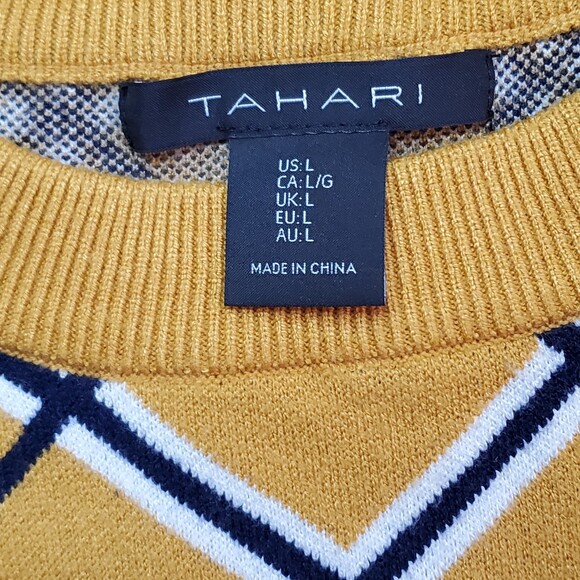 TAHARI
US: L
CA: L/G
UK: L
EU: L
AU: L
MADE IN CHINA